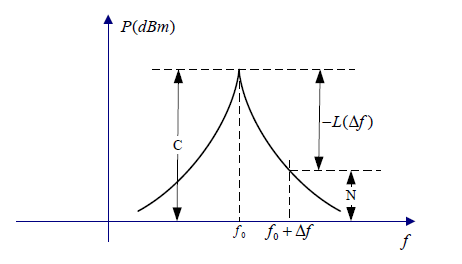 P(dBm)
−L(Δf)
C
N
f₀
f₀ + Δf
f